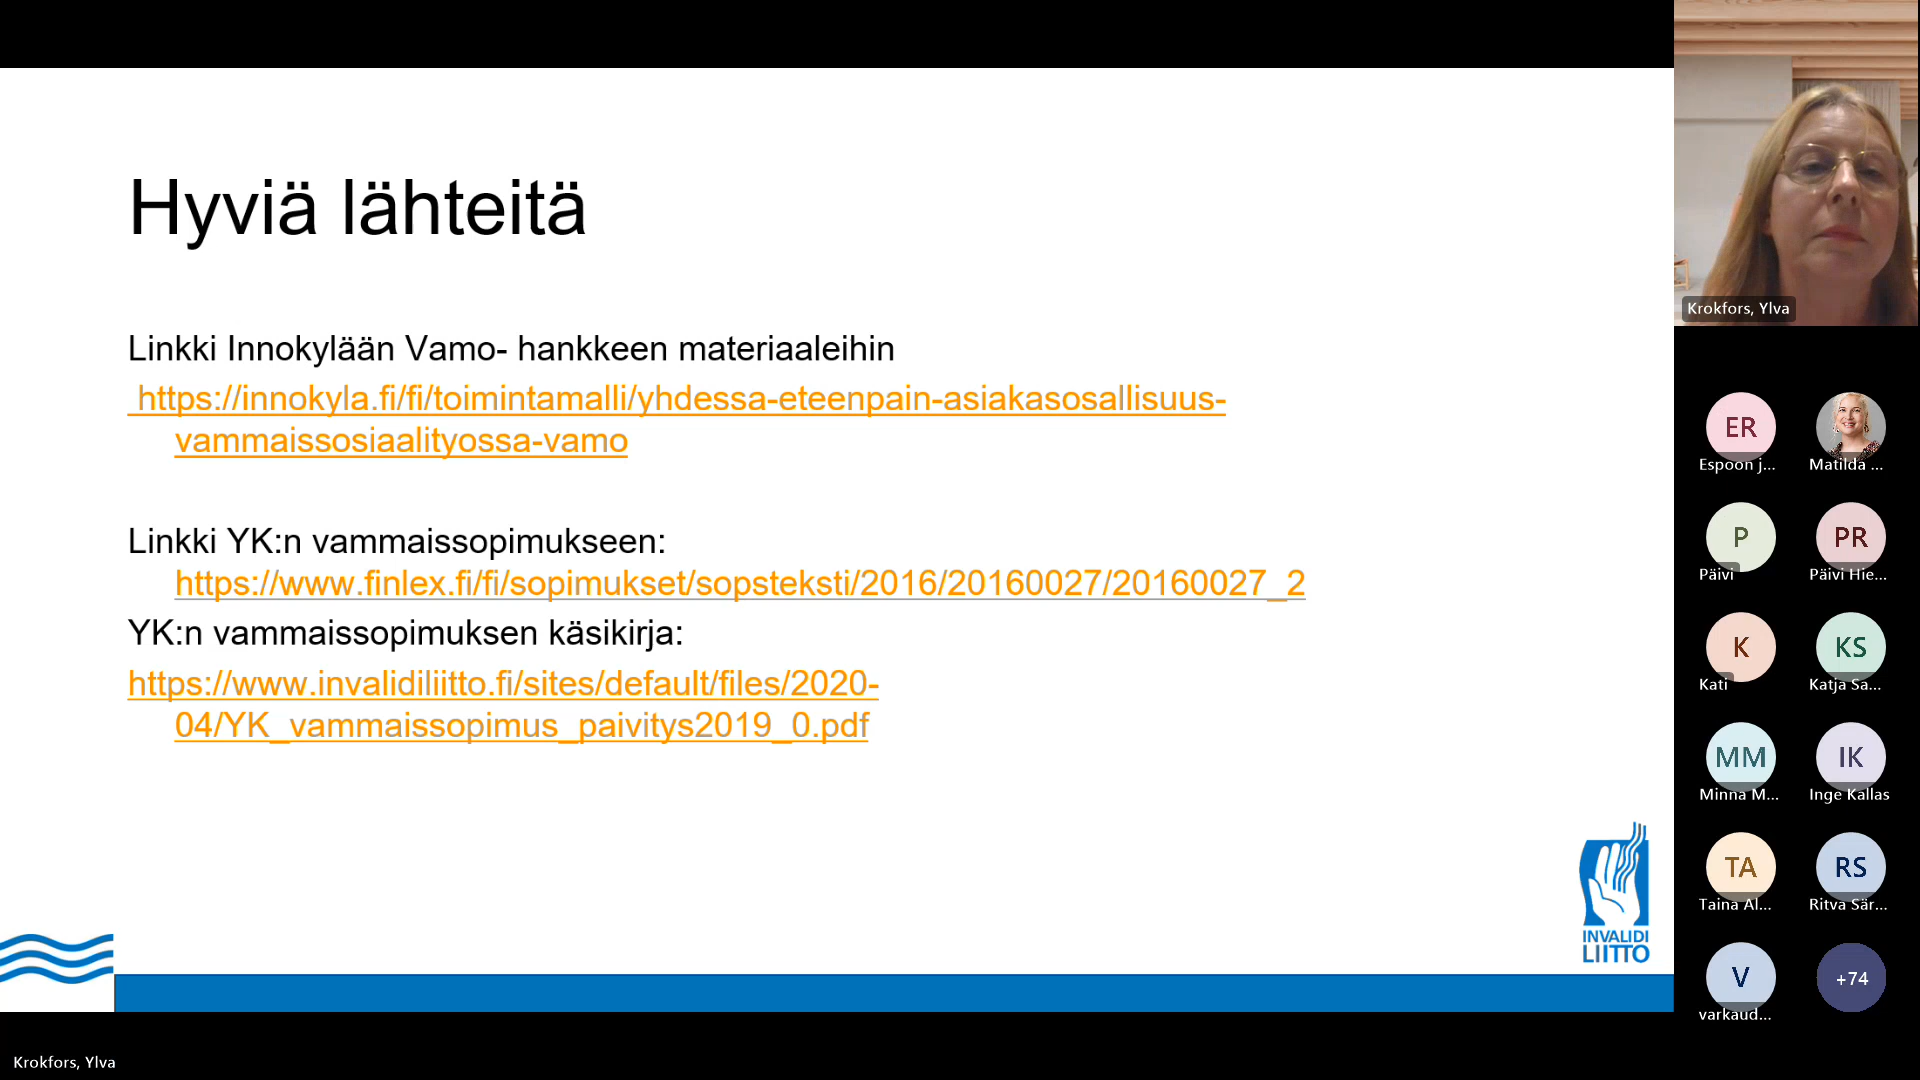 Hyviä lähteitä
Linkki Innokylään Vamo- hankkeen materiaaleihin
https://innokyla.fi/fi/toimintamalli/yhdessa-eteenpain-asiakasosallisuus-
vammaissosiaalityossa-vamo
Linkki YK:n vammaissopimukseen:
https://www.finlex.fi/fi/sopimukset/sopsteksti/2016/20160027/20160027_2
YK:n vammaissopimuksen käsikirja:
https://www.invalidiliitto.fi/sites/default/files/2020-
04/YK_vammaissopimus_paivitys2019_0.pdf
INVALIDI
LIITTO
Krokfors, Ylva
Krokfors, Ylva
ER
Espoon j...
Matilda ...
P
Päivi
PR
Päivi Hie...
K
Kati
KS
Katja Sa...
MM
Minna M...
IK
Inge Kallas
TA
Taina Al...
RS
Ritva Sär...
V
varkaud...
+74